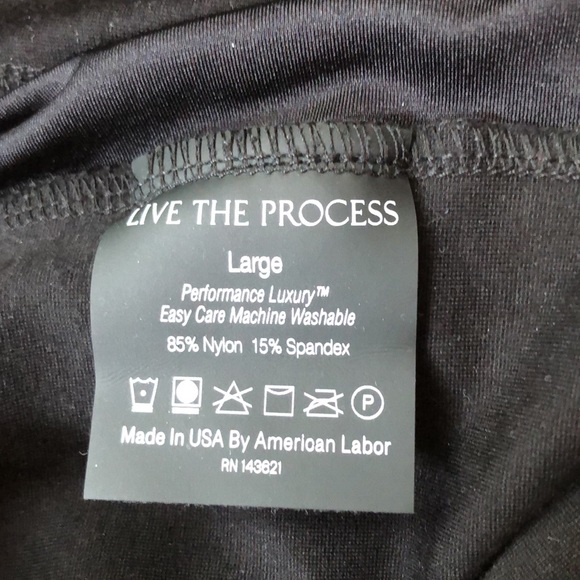 LIVE THE PROCESS
Large
Performance Luxury™
Easy Care Machine Washable
85% Nylon 15% Spandex
P
Made In USA By American Labor
RN 143621